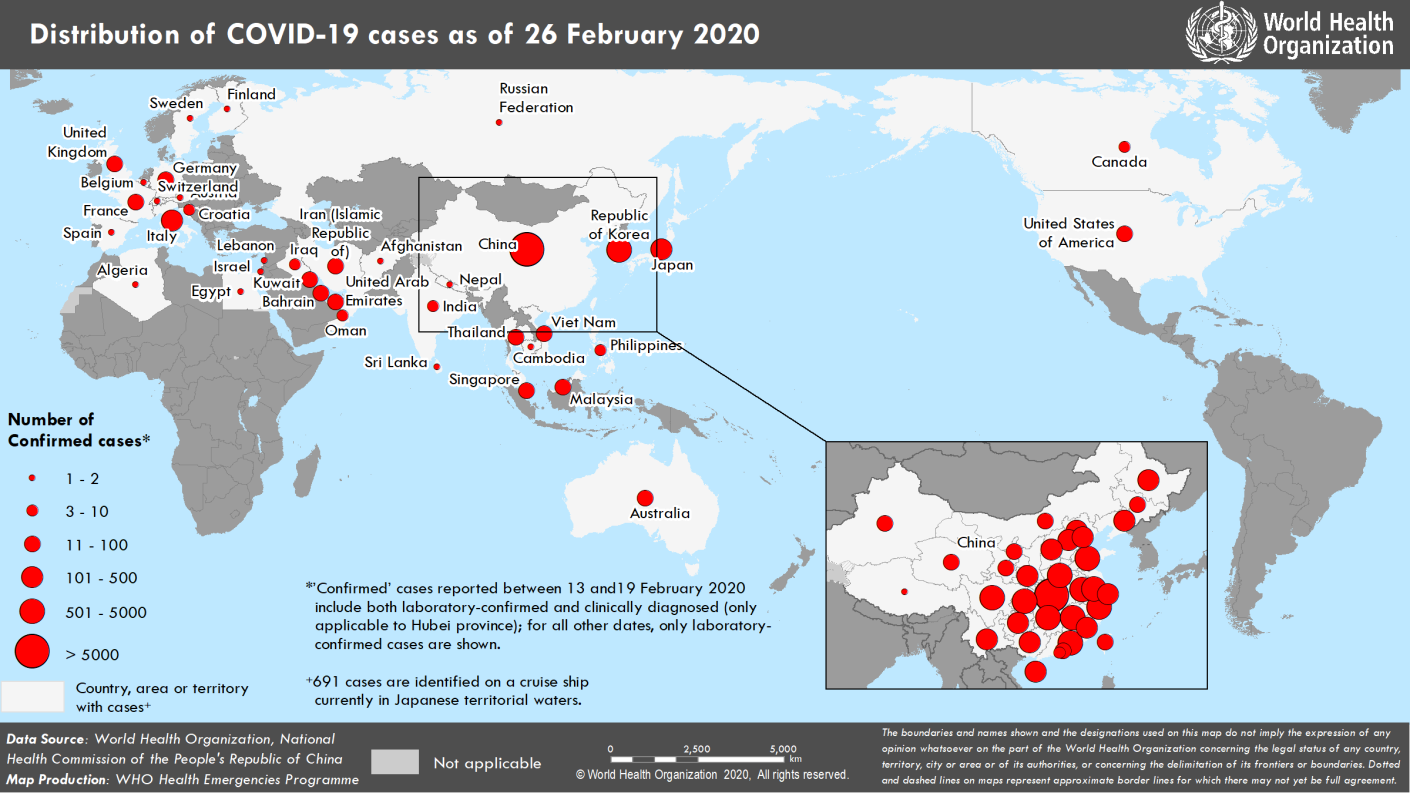 Distribution of COVID-19 cases as of 26 February 2020
World Health
Organization
Finland
Sweden
Russian
Federation
United
Kingdom
Germany
Belgium
Switzerland
Austria
France
Croatia
Spain
Italy
Iran (Islamic
Republic
of)
Lebanon
Iraq
Afghanistan
Israel
Algeria
Kuwait
Egypt
United Arab
Emirates
Bahrain
Oman
China
Republic
of Korea
Japan
Nepal
India
Thailand
Viet Nam
Cambodia
Philippines
Sri Lanka
Singapore
Malaysia
Australia
Canada
United States
of America
China
Number of
Confirmed cases*
1 - 2
3 - 10
11 - 100
101 - 500
501 - 5000
> 5000
Country, area or territory
with cases+
*'Confirmed' cases reported between 13 and19 February 2020
include both laboratory-confirmed and clinically diagnosed (only
applicable to Hubei province); for all other dates, only laboratory-
confirmed cases are shown.
+691 cases are identified on a cruise ship
currently in Japanese territorial waters.
Data Source: World Health Organization, National
Health Commission of the People's Republic of China
Map Production: WHO Health Emergencies Programme
Not applicable
0 2,500 5,000
km
© World Health Organization 2020, All rights reserved.
The boundaries and names shown and the designations used on this map do not imply the expression of any
opinion whatsoever on the part of the World Health Organization concerning the legal status of any country,
territory, city or area or of its authorities, or concerning the delimitation of its frontiers or boundaries. Dotted
and dashed lines on maps represent approximate border lines for which there may not yet be full agreement.